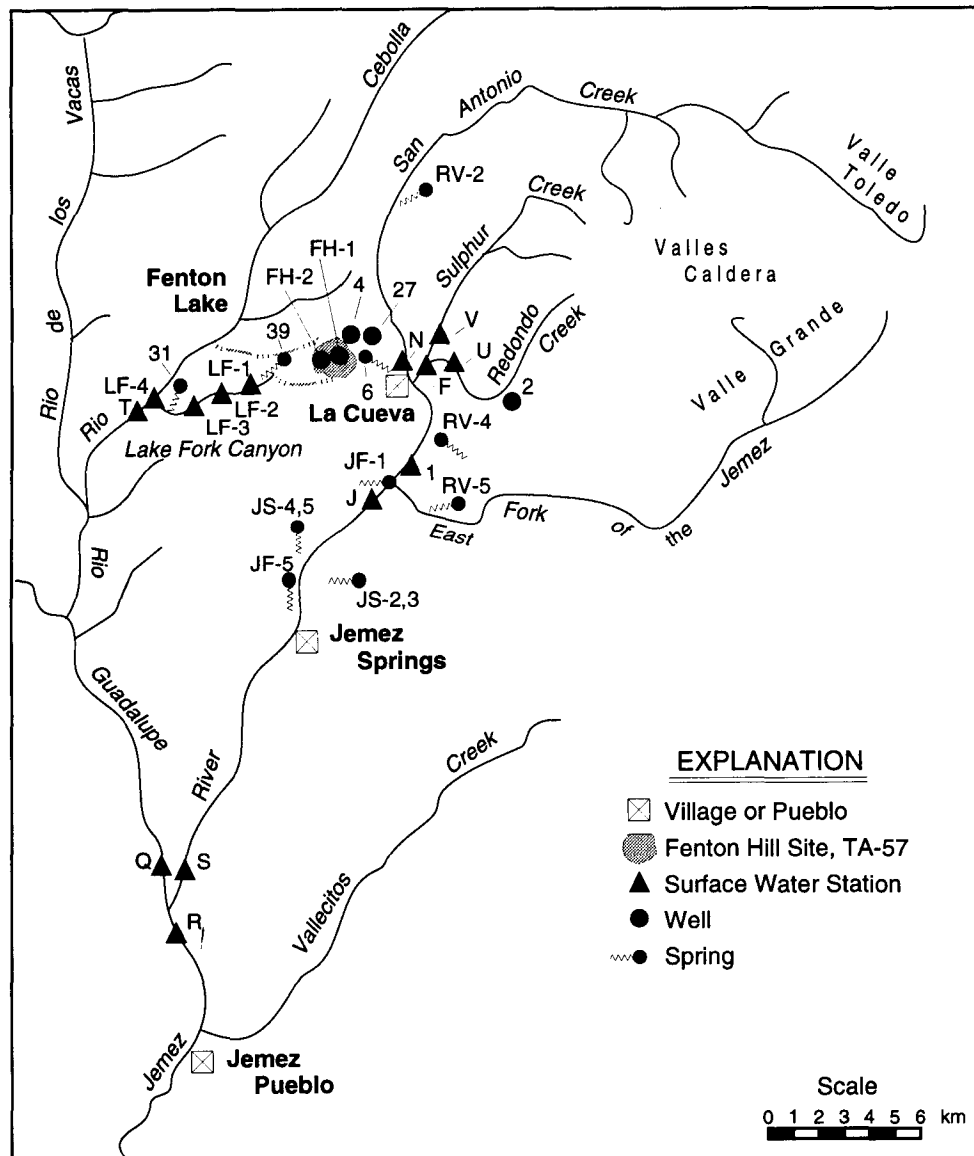 Vacas
los
de
Rio
Cebolla
San
Antonio
Creek
Valle
Toledo
RV-2
Creek
Sulphur
Valles
Caldera
FH-1
FH-2
4
27
Fenton
Lake
39
31
LF-1
LF-4
T
LF-2
LF-3
Rio
Lake Fork Canyon
6
N
V
U
F
Redondo
Creek
Valle
Grande
2
La Cueva
RV-4
JF-1
1
J
RV-5
East
Fork
of
the
Jemez
JS-4,5
JF-5
JS-2,3
Jemez
Springs
Rio
Guadalupe
River
Creek
Vallecitos
Q
S
R
Jemez
Jemez
Pueblo
EXPLANATION
Village or Pueblo
Fenton Hill Site, TA-57
Surface Water Station
Well
Spring
Scale
0 1 2 3 4 5 6 km